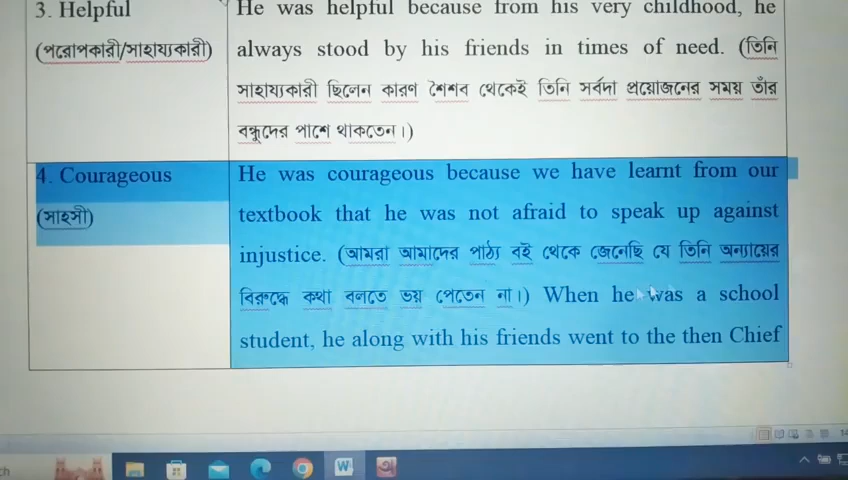 3. Helpful
(পরোপকারী/সাহায্যকারী)
He was helpful because from his very childhood, he
always stood by his friends in times of need. (তিনি
সাহায্যকারী ছিলেন কারণ শৈশব থেকেই তিনি সর্বদা প্রয়োজনের সময় তাঁর
বন্ধুদের পাশে থাকতেন।)
4. Courageous
(সাহসী)
He was courageous because we have learnt from our
textbook that he was not afraid to speak up against
injustice. (আমরা আমাদের পাঠ্য বই থেকে জেনেছি যে তিনি অন্যায়ের
বিরুদ্ধে কথা বলতে ভয় পেতেন না।) When he was a school
student, he along with his friends went to the then Chief